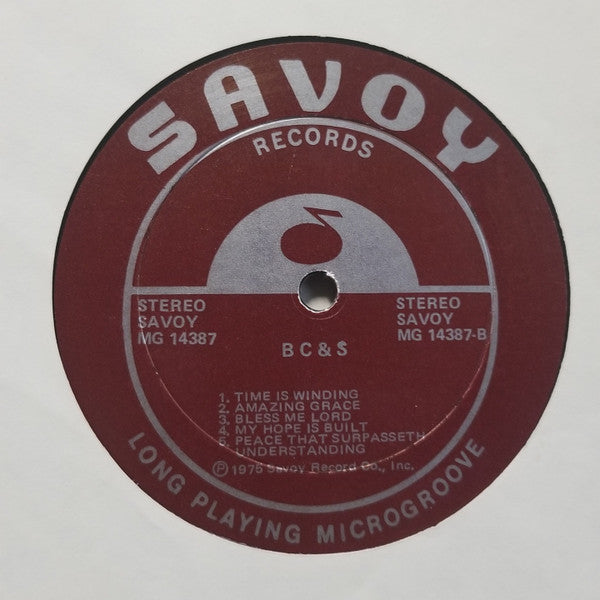 SAVOY
RECORDS
STEREO
SAVOY
MG 14387
STEREO
SAVOY
MG 14387-B
B C & S
1. TIME IS WINDING
2. AMAZING GRACE
3. BLESS ME LORD
4. MY HOPE IS BUILT
5. PEACE THAT SURPASSETH
UNDERSTANDING
Ⓟ 1975 Savoy Record Co., Inc.
LONG PLAYING MICROGROOVE